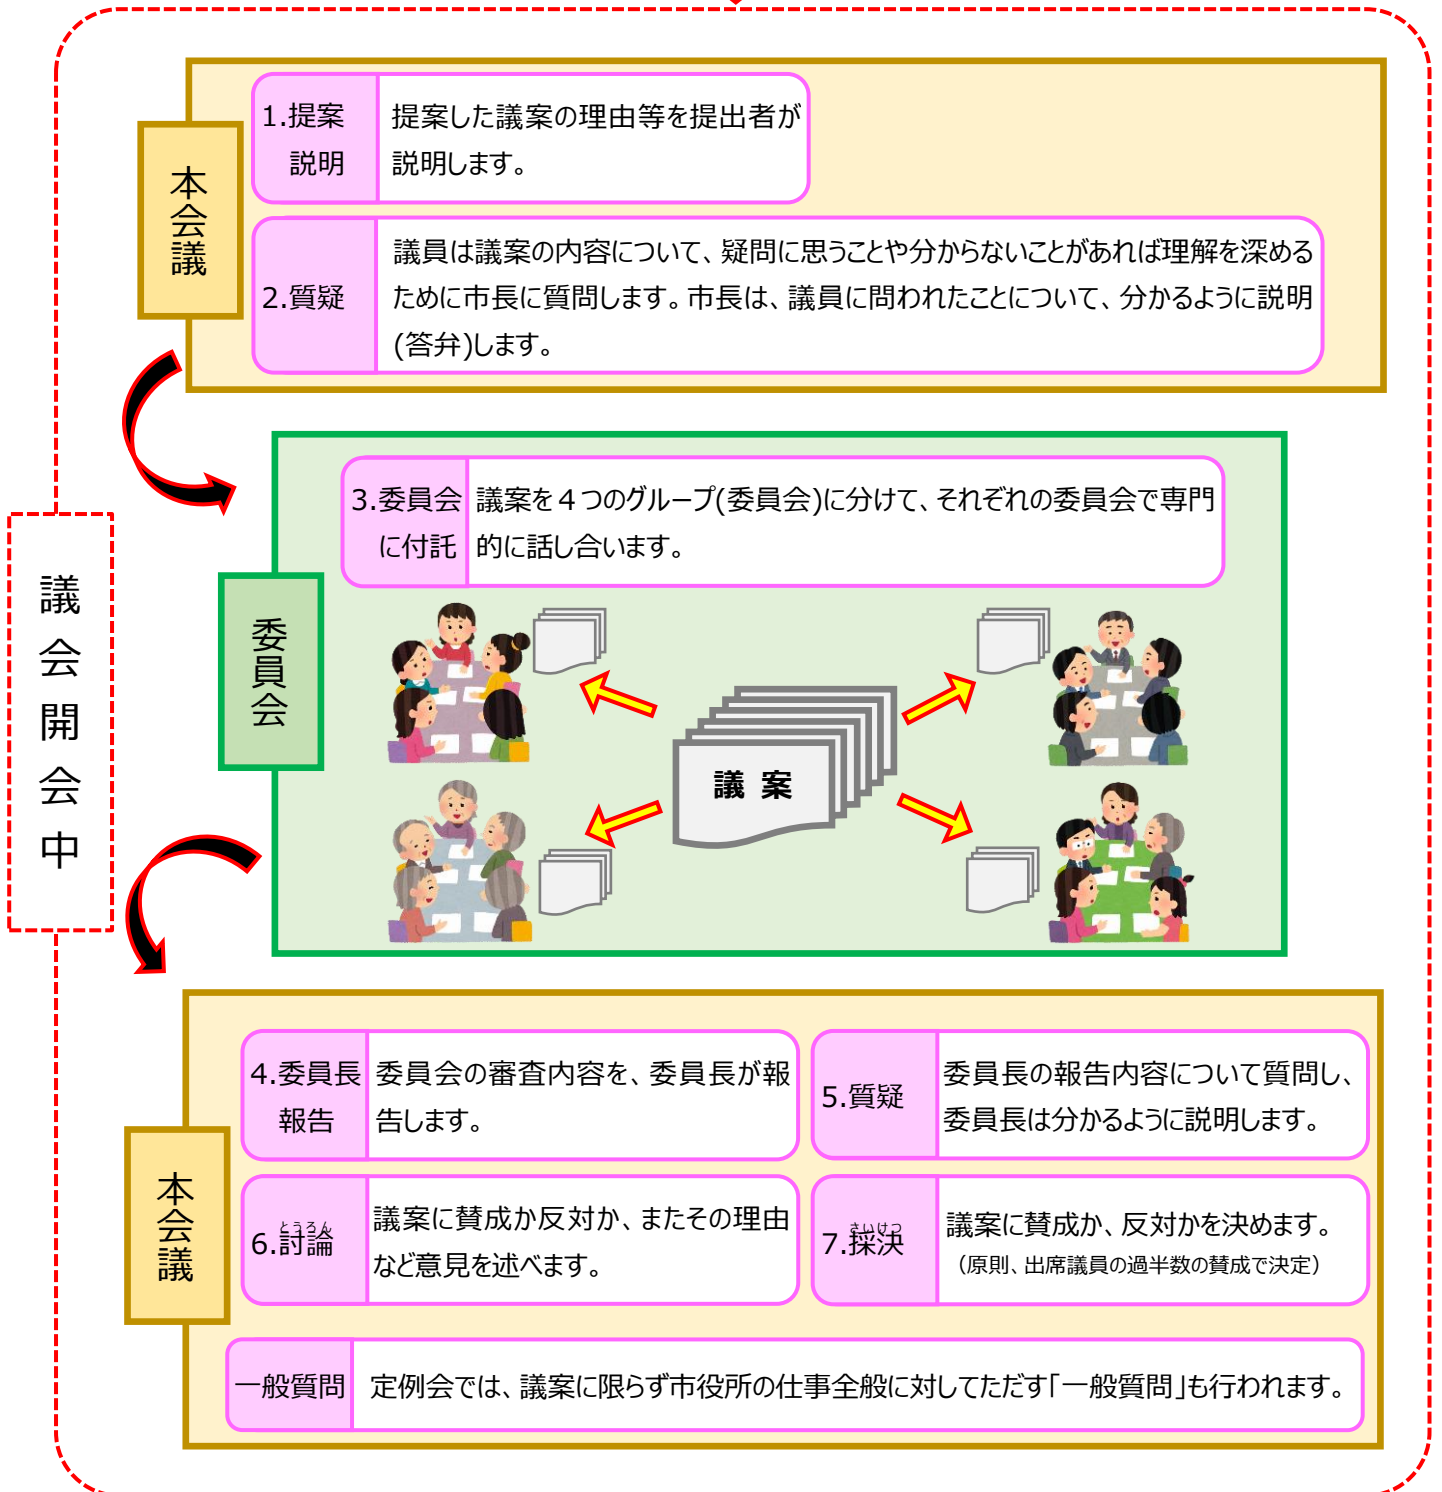 議会開会中
本会議
1.提案
説明
提案した議案の理由等を提出者が
説明します。
2.質疑
議員は議案の内容について、疑問に思うことや分からないことがあれば理解を深める
ために市長に質問します。市長は、議員に問われたことについて、分かるように説明
(答弁)します。
委員会
3.委員会
に付託
議案を4つのグループ(委員会)に分けて、それぞれの委員会で専門
的に話し合います。
議案
本会議
4.委員長
報告
委員会の審査内容を、委員長が報
告します。
5.質疑
委員長の報告内容について質問し、
委員長は分かるように説明します。
とうろん
6.討論
議案に賛成か反対か、またその理由
など意見を述べます。
さいけつ
7.採決
議案に賛成か、反対かを決めます。
(原則、出席議員の過半数の賛成で決定)
一般質問
定例会では、議案に限らず市役所の仕事全般に対してただす「一般質問」も行われます。